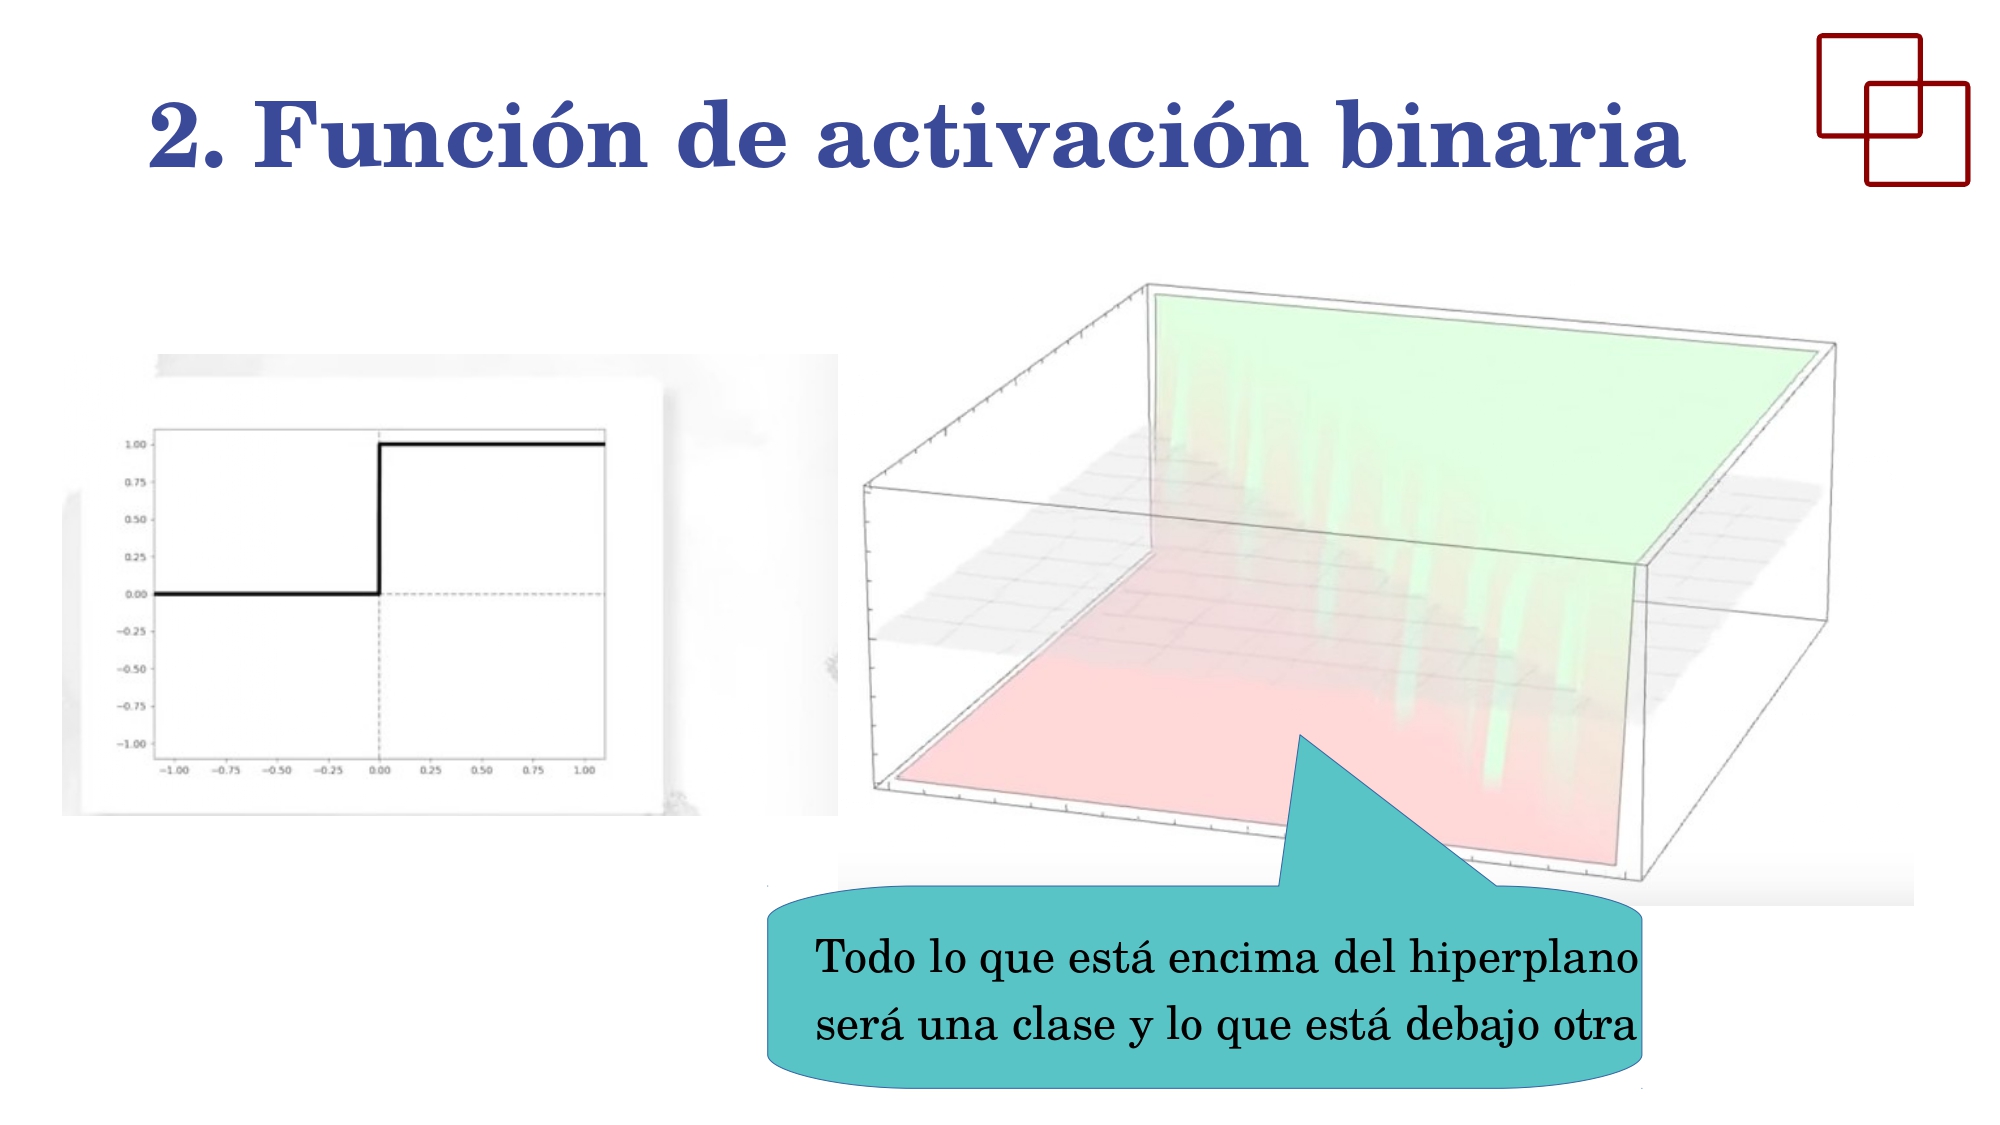 2. Función de activación binaria
1.00
0.75
0.50
0.25
0.00
−0.25
−0.50
−0.75
−1.00
−1.00 −0.75 −0.50 −0.25 0.00 0.25 0.50 0.75 1.00
Todo lo que está encima del hiperplano
será una clase y lo que está debajo otra